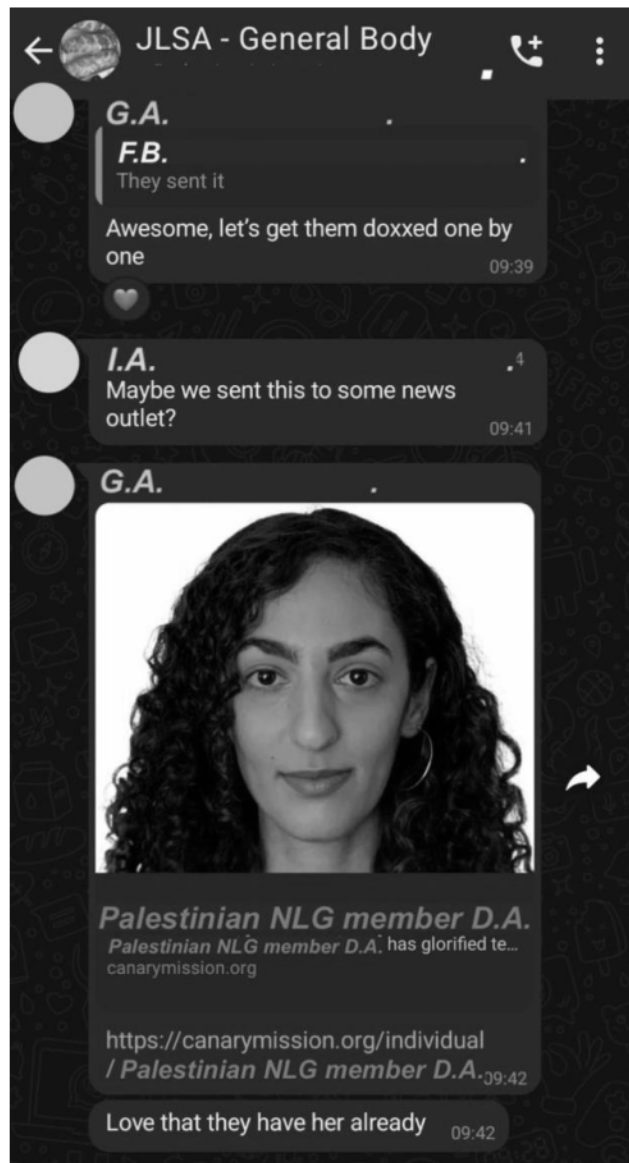 JLSA - General Body
G.A.
F.B.
They sent it
Awesome, let's get them doxxed one by
one
09:39
I.A.
4
Maybe we sent this to some news
outlet?
09:41
G.A.
Palestinian NLG member D.A.
Palestinian NLG member D.A. has glorified te...
canarymission.org
https://canarymission.org/individual
/ Palestinian NLG member D.A. 09:42
Love that they have her already 09:42